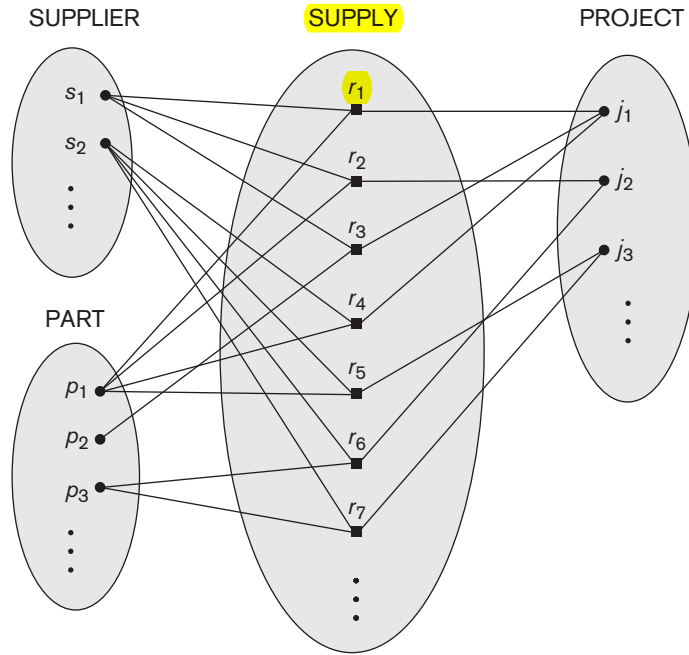 SUPPLIER
SUPPLY
PROJECT
s1
s2
PART
p1
p2
p3
r1
r2
r3
r4
r5
r6
r7
j1
j2
j3